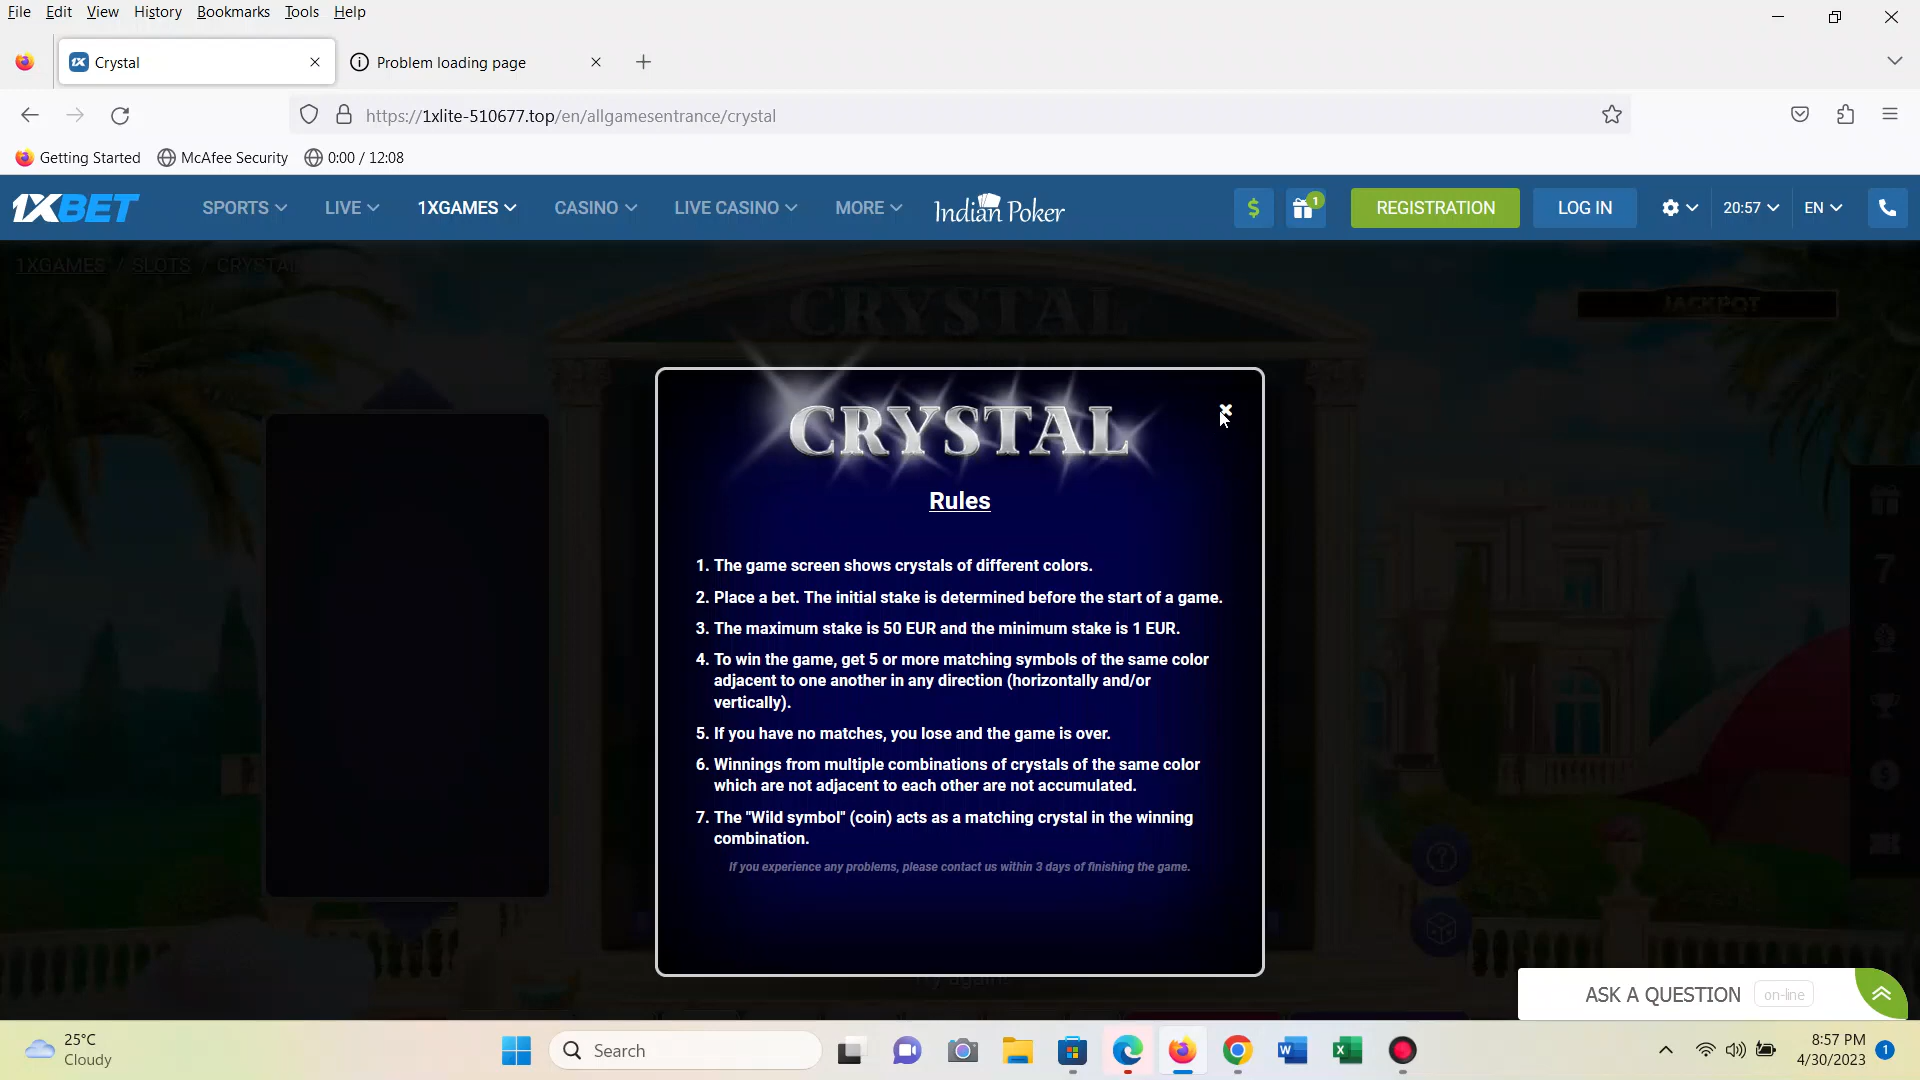 File Edit View History Bookmarks Tools Help
Crystal
Problem loading page
https://1xlite-510677.top/en/allgamesentrance/crystal
Getting Started McAfee Security 0:00 / 12:08
1XBET SPORTS LIVE 1XGAMES CASINO LIVE CASINO MORE Indian Poker $ 1 REGISTRATION LOG IN 20:57 EN
1XGAMES / SLOTS / CRYSTAL
CRYSTAL
JACKPOT
CRYSTAL
Rules
1. The game screen shows crystals of different colors.
2. Place a bet. The initial stake is determined before the start of a game.
3. The maximum stake is 50 EUR and the minimum stake is 1 EUR.
4. To win the game, get 5 or more matching symbols of the same color
adjacent to one another in any direction (horizontally and/or
vertically).
5. If you have no matches, you lose and the game is over.
6. Winnings from multiple combinations of crystals of the same color
which are not adjacent to each other are not accumulated.
7. The "Wild symbol" (coin) acts as a matching crystal in the winning
combination.
If you experience any problems, please contact us within 3 days of finishing the game.
ASK A QUESTION on-line
25°C
Cloudy
Search
8:57 PM
4/30/2023
1